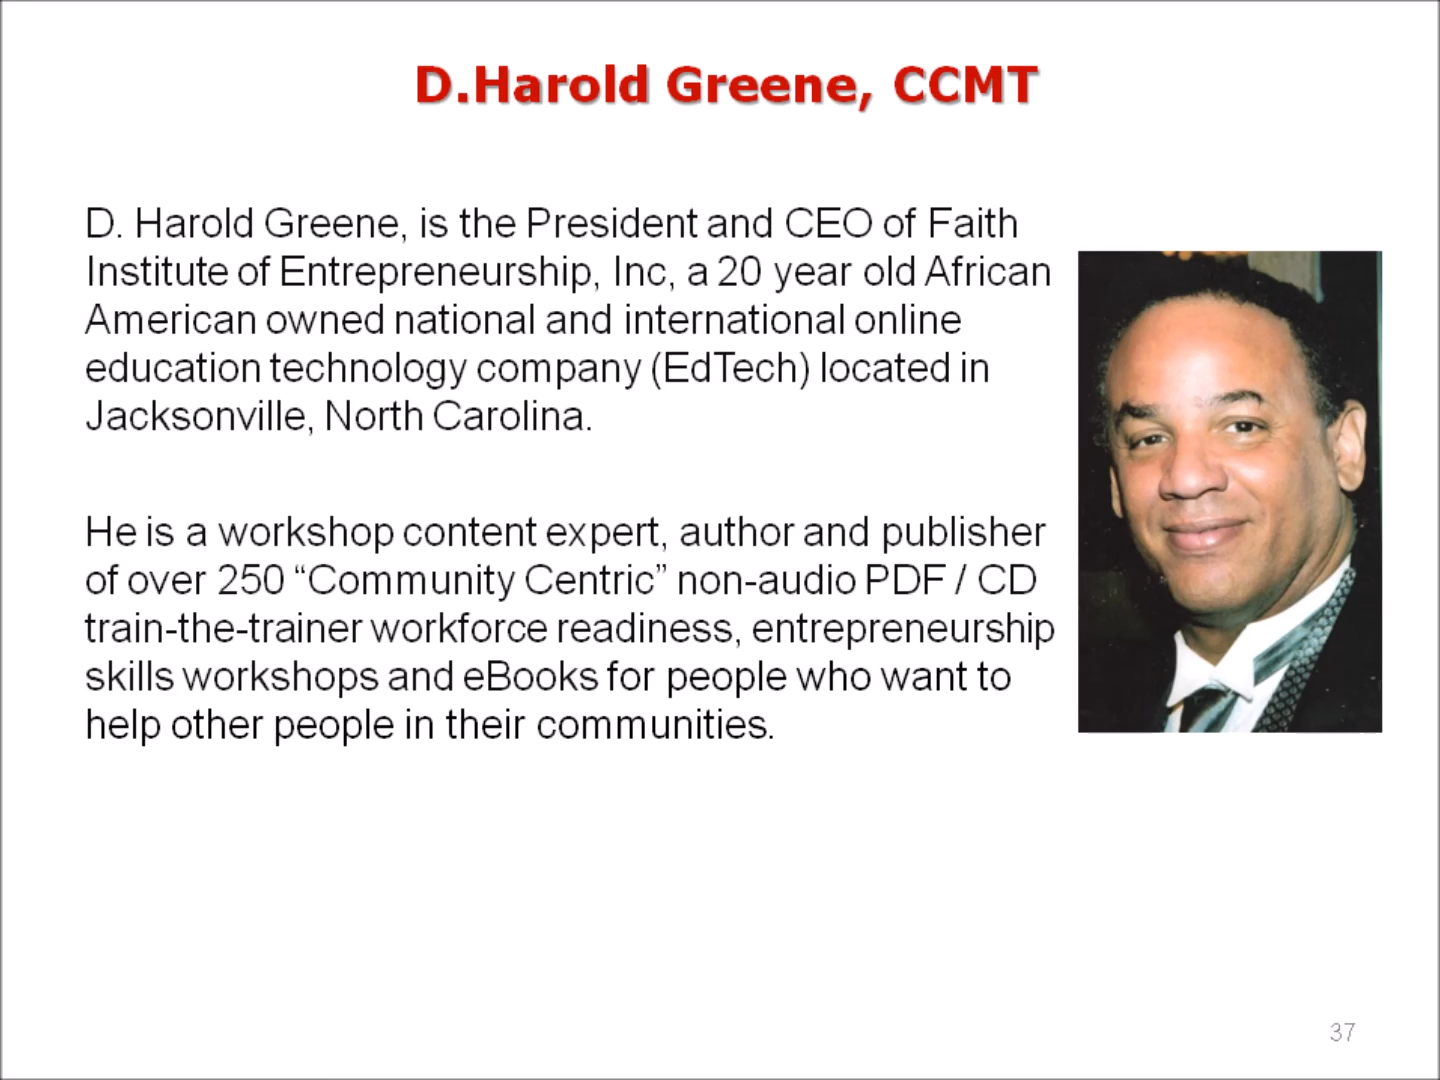 D.Harold Greene, CCMT
D. Harold Greene, is the President and CEO of Faith
Institute of Entrepreneurship, Inc, a 20 year old African
American owned national and international online
education technology company (EdTech) located in
Jacksonville, North Carolina.
He is a workshop content expert, author and publisher
of over 250 “Community Centric” non-audio PDF / CD
train-the-trainer workforce readiness, entrepreneurship
skills workshops and eBooks for people who want to
help other people in their communities.
37